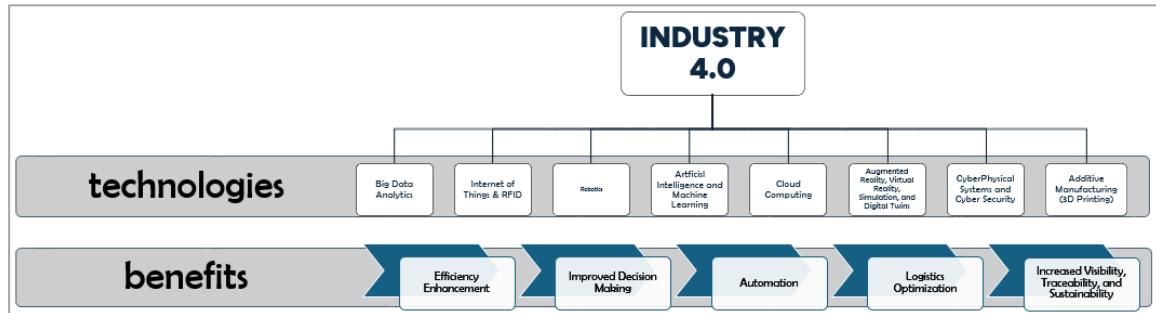 INDUSTRY
4.0
technologies
Big Data
Analytics
Internet of
Things & RFID
Robotics
Artficisl
Intelligence and
Machine
Learning
Cloud
Computing
Augmented
Reality, Virtual
Reality,
Simulation, and
Digital Twins
CyberPhysical
Systems and
Cyber Security
Additive
Manufacturing
(3D Printing)
benefits
Efficiency
Enhancement
Improved Decision
Making
Automation
Logistics
Optimization
Increased Visibility,
Traceability, and
Sustainability